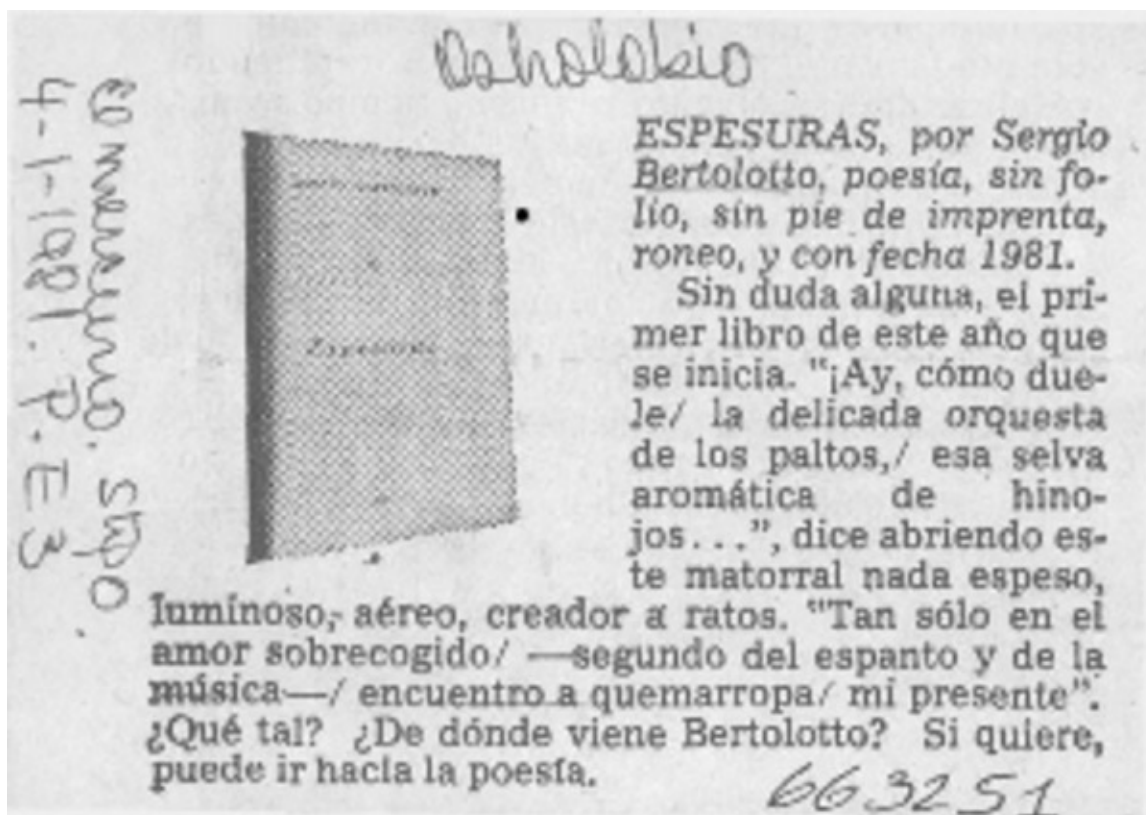 ESPESURAS, por Sergio
Bertolotto, poesía, sin fo-
lio, sin pie de imprenta,
roneo, y con fecha 1981.
Sin duda alguna, el pri-
mer libro de este año que
se inicia. "¡Ay, cómo due-
le/ la delicada orquesta
de los paltos,/ esa selva
aromática de hino-
jos...", dice abriendo es-
te matorral nada espeso,
luminoso, aéreo, creador a ratos. "Tan sólo en el
amor sobrecogido/ —segundo del espanto y de la
música—/ encuentro a quemarropa/ mi presente".
¿Qué tal? ¿De dónde viene Bertolotto? Si quiere,
puede ir hacia la poesía.
663251
4-1-1981. P. E3
Espesuras